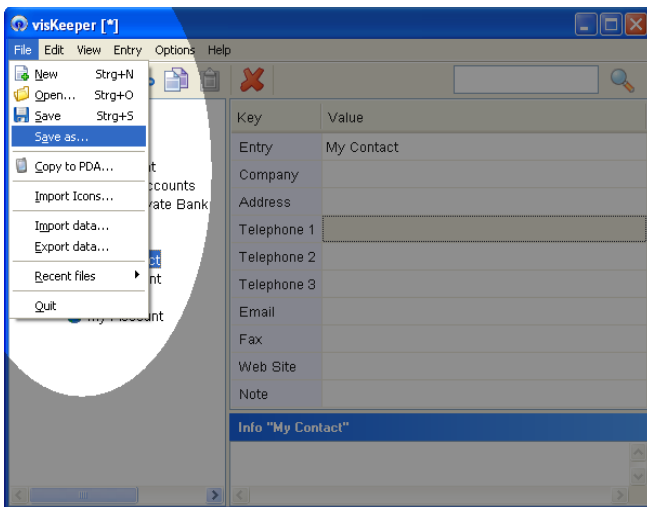 visKeeper [*]
File Edit View Entry Options Help
New Strg+N
Open... Strg+O
Save Strg+S
Save as...
Copy to PDA...
Import Icons...
Import data...
Export data...
Recent files
Quit
Key Value
Entry My Contact
Company
Address
Telephone 1
Telephone 2
Telephone 3
Email
Fax
Web Site
Note
Info "My Contact"